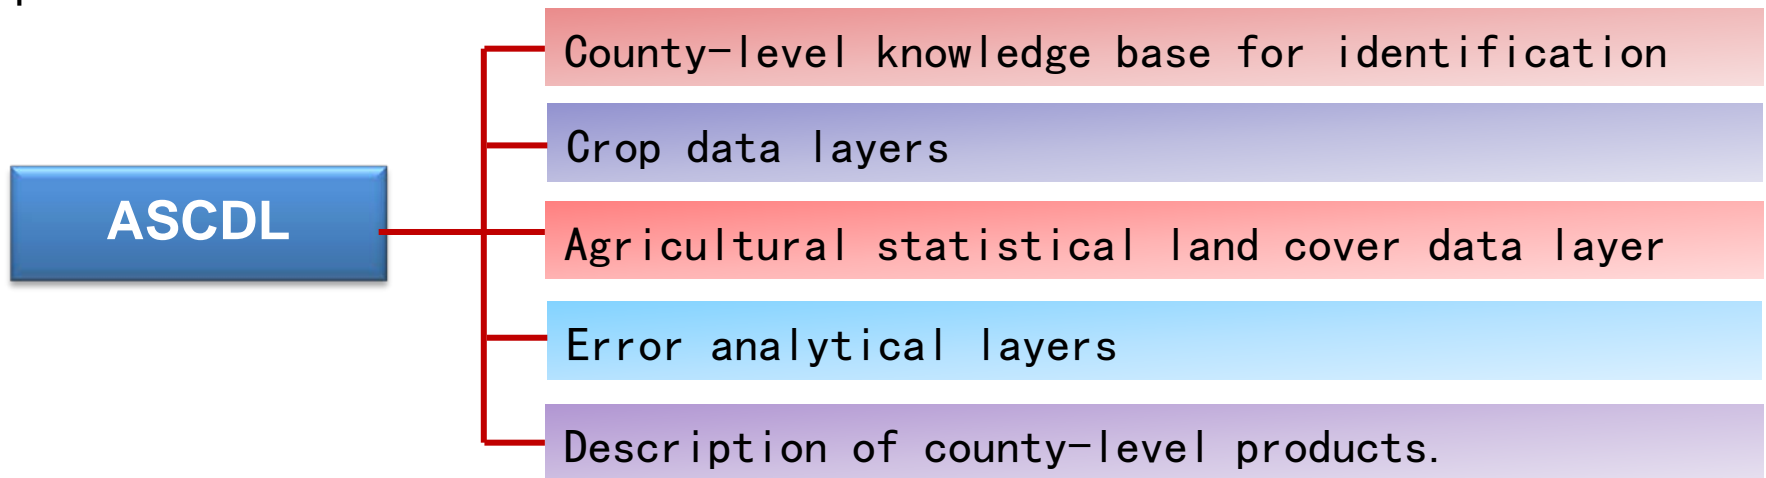 County-level knowledge base for identification
Crop data layers
ASCDL
Agricultural statistical land cover data layer
Error analytical layers
Description of county-level products.